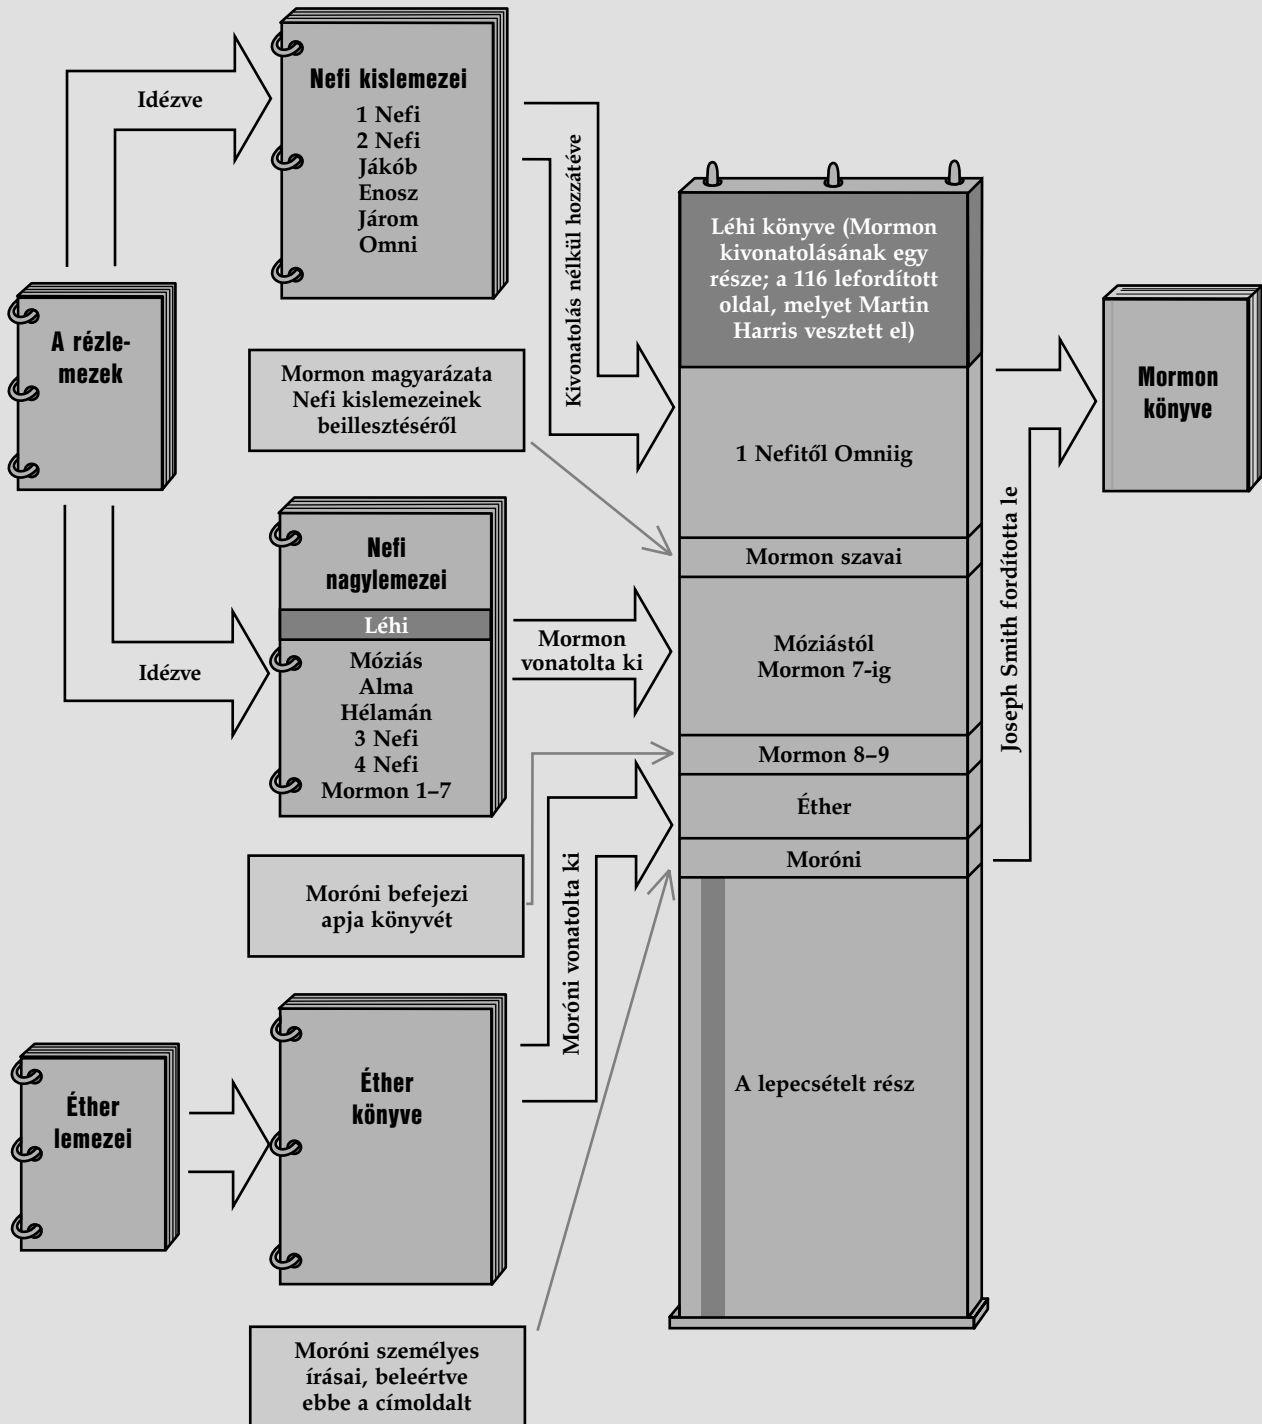 Idézve
Nefi kislemezei
1 Nefi
2 Nefi
Jákób
Enosz
Járom
Omni
Kivonatolás nélkül hozzátéve
Léhi könyve (Mormon
kivonatolásának egy
része; a 116 lefordított
oldal, melyet Martin
Harris vesztett el)
A rézle-
mezek
Mormon magyarázata
Nefi kislemezeinek
beillesztéséről
1 Nefitől Omniig
Mormon
könyve
Joseph Smith fordította le
Mormon szavai
Nefi
nagylemezei
Léhi
Móziás
Alma
Hélamán
3 Nefi
4 Nefi
Mormon 1–7
Idézve
Mormon
vonatolta ki
Móziástól
Mormon 7-ig
Mormon 8–9
Éther
Moróni
Moróni befejezi
apja könyvét
Moróni vonatolta ki
Éther
lemezei
Éther
könyve
A lepecsételt rész
Moróni személyes
írásai, beleértve
ebbe a címoldalt